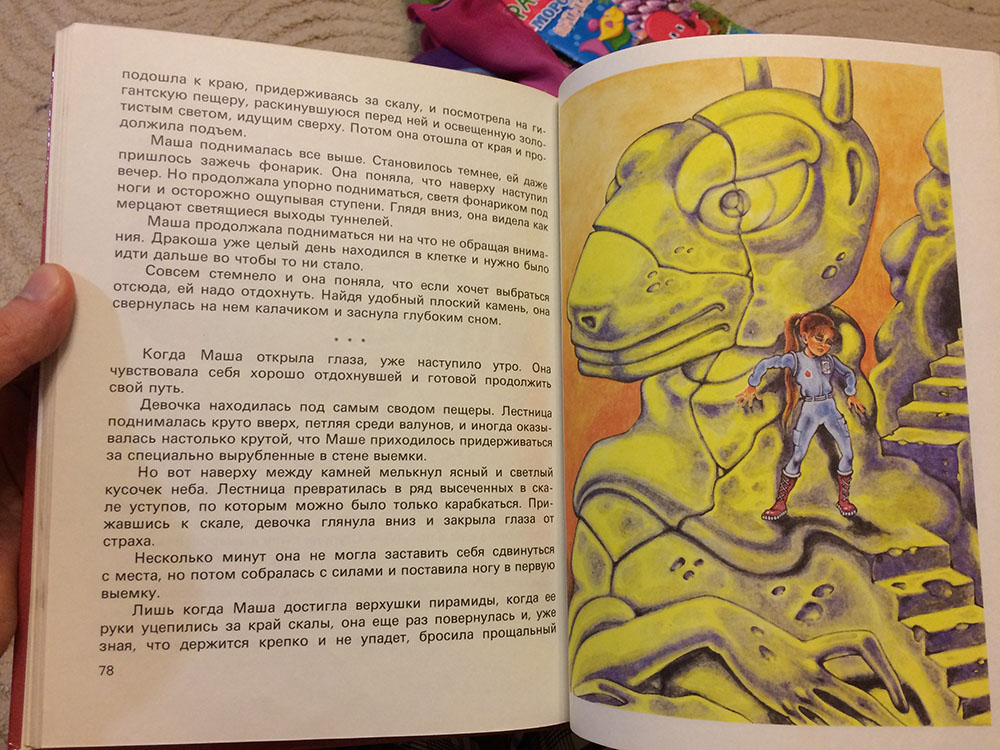 МОРО
подошла к краю, придерживаясь за скалу, и посмотрела на ги-
гантскую пещеру, раскинувшуюся перед ней и освещенную золо-
тистым светом, идущим сверху. Потом она отошла от края и про-
должила подъем.
Маша поднималась все выше. Становилось темнее, ей даже
пришлось зажечь фонарик. Она поняла, что наверху наступил
вечер. Но продолжала упорно подниматься, светя фонариком под
ноги и осторожно ощупывая ступени. Глядя вниз, она видела как
мерцают светящиеся выходы туннелей.
Маша продолжала подниматься ни на что не обращая внима-
ния. Дракоша уже целый день находился в клетке и нужно было
идти дальше во чтобы то ни стало.
Совсем стемнело и она поняла, что если хочет выбраться
отсюда, ей надо отдохнуть. Найдя удобный плоский камень, она
свернулась на нем калачиком и заснула глубоким сном.
* * *
Когда Маша открыла глаза, уже наступило утро. Она
чувствовала себя хорошо отдохнувшей и готовой продолжить
свой путь.
Девочка находилась под самым сводом пещеры. Лестница
поднималась круто вверх, петляя среди валунов, и иногда оказы-
валась настолько крутой, что Маше приходилось придерживаться
за специально вырубленные в стене выемки.
Но вот наверху между камней мелькнул ясный и светлый
кусочек неба. Лестница превратилась в ряд высеченных в ска-
ле уступов, по которым можно было только карабкаться. При-
жавшись к скале, девочка глянула вниз и закрыла глаза от
страха.
Несколько минут она не могла заставить себя сдвинуться
с места, но потом собралась с силами и поставила ногу в первую
выемку.
Лишь когда Маша достигла верхушки пирамиды, когда ее
руки уцепились за край скалы, она еще раз повернулась и, уже
зная, что держится крепко и не упадет, бросила прощальный
78